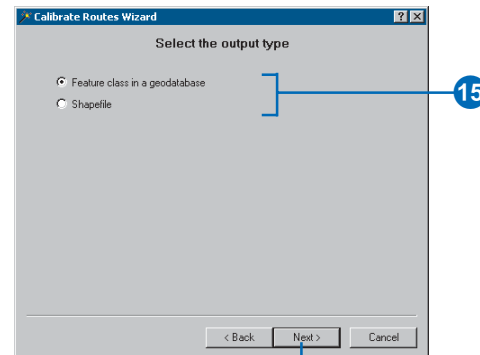 Calibrate Routes Wizard
Select the output type
Feature class in a geodatabase
Shapefile
15
< Back Next > Cancel